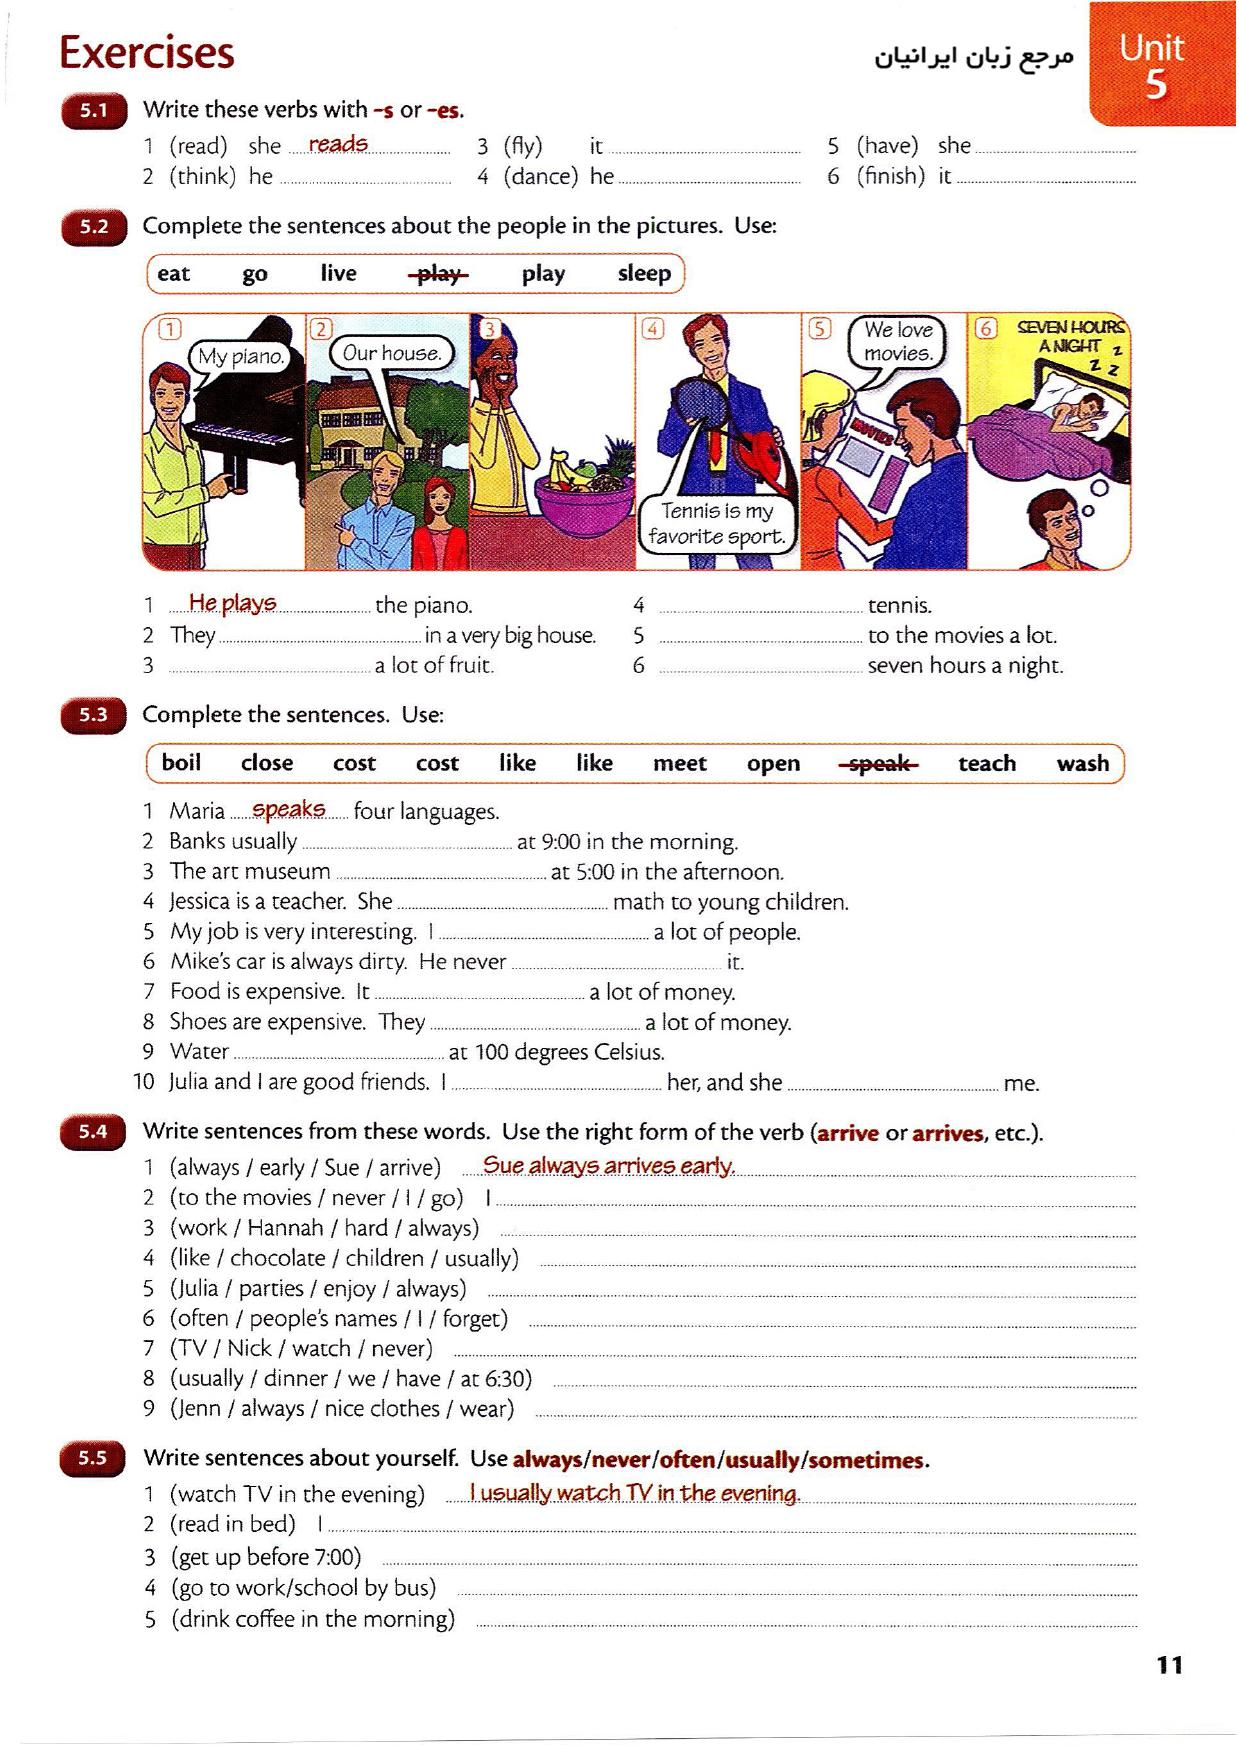 Exercises
مرجع زبان ایرانیان
Unit
5
5.1 Write these verbs with -s or -es.
1 (read) she reads 3 (fly) it 5 (have) she
2 (think) he 4 (dance) he 6 (finish) it
5.2 Complete the sentences about the people in the pictures. Use:
eat go live play play sleep
1 My piano.
2 Our house.
3
4 Tennis is my
favorite sport.
5 We love
movies.
MOVIES
6 SEVEN HOURS
A NIGHT z
z z
1 He plays the piano. 4 tennis.
2 They in a very big house. 5 to the movies a lot.
3 a lot of fruit. 6 seven hours a night.
5.3 Complete the sentences. Use:
boil close cost cost like like meet open speak teach wash
1 Maria speaks four languages.
2 Banks usually at 9:00 in the morning.
3 The art museum at 5:00 in the afternoon.
4 Jessica is a teacher. She math to young children.
5 My job is very interesting. I a lot of people.
6 Mike's car is always dirty. He never it.
7 Food is expensive. It a lot of money.
8 Shoes are expensive. They a lot of money.
9 Water at 100 degrees Celsius.
10 Julia and I are good friends. I her, and she me.
5.4 Write sentences from these words. Use the right form of the verb (arrive or arrives, etc.).
1 (always / early / Sue / arrive) Sue always arrives early.
2 (to the movies / never / I / go) I
3 (work / Hannah / hard / always)
4 (like / chocolate / children / usually)
5 (Julia / parties / enjoy / always)
6 (often / people's names / I / forget)
7 (TV / Nick / watch / never)
8 (usually / dinner / we / have / at 6:30)
9 (Jenn / always / nice clothes / wear)
5.5 Write sentences about yourself. Use always/never/often/usually/sometimes.
1 (watch TV in the evening) I usually watch TV in the evening.
2 (read in bed) I
3 (get up before 7:00)
4 (go to work/school by bus)
5 (drink coffee in the morning)
11